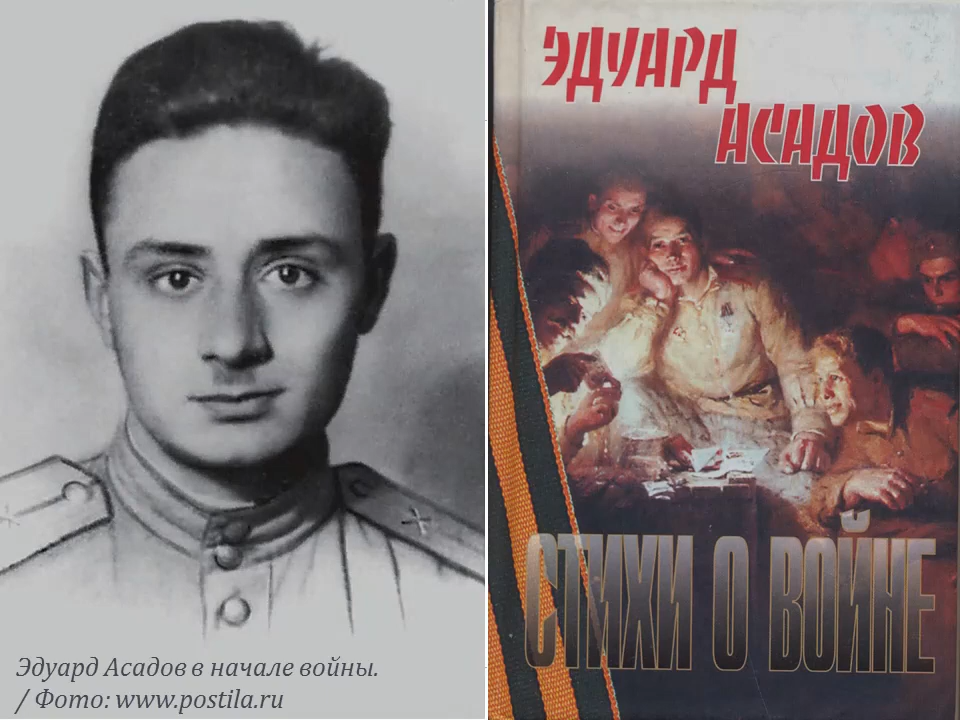 Эдуард Асадов в начале войны.
/ Фото: www.postila.ru
ЭДУАРД
АСАДОВ
СТИХИ О ВОЙНЕ